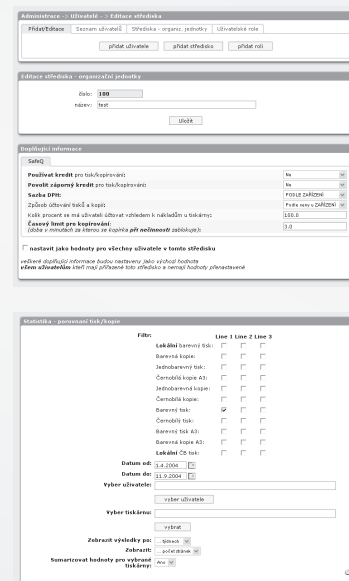 Administrace -> Uživatelé -> Editace střediska
Přidat/Editace Seznam uživatelů Střediska - organiz. jednotky Uživatelské role
přidat uživatele přidat středisko přidat roli
Editace střediska - organizační jednotky
číslo: 100
název: test
Uložit
Doplňující informace
SafeQ
Používat kredit pro tisk/kopírování: Ne
Povolit záporný kredit pro tisk/kopírování: Ne
Sazba DPH: PODLE ZAŘÍZENÍ
Způsob účtování tisků a kopií: Podle ceny v ZAŘÍZENÍ
Kolik procent se má uživateli účtovat vzhledem k nákladům u tiskárny: 100.0
Časový limit pro kopírování: 3.0
(doba v minutách za kterou se kopírka při nečinnosti zablokuje):
nastavit jako hodnoty pro všechny uživatele v tomto středisku
veškeré doplňující informace budou nastaveny jako výchozí hodnota
všem uživatelům kteří mají přiřazené toto středisko a nemají hodnoty přenastavené
Statistika - porovnání tisk/kopie
Filtr: Line 1 Line 2 Line 3
Lokální barevný tisk:
Barevná kopie:
Jednobarevný tisk:
Černobílá kopie A3:
Jednobarevná kopie:
Černobílá kopie:
Barevný tisk:
Černobílý tisk:
Barevný tisk A3:
Barevná kopie A3:
Lokální ČB tisk:
Datum od: 1.4.2004
Datum do: 11.9.2004
Vyber uživatele:
vyber uživatele
Vyber tiskárnu:
vybrat
Zobrazit výsledky po: ... týdnech
Zobrazit: ... počet stránek
Sumarizovat hodnoty pro vybrané tiskárny: Ano